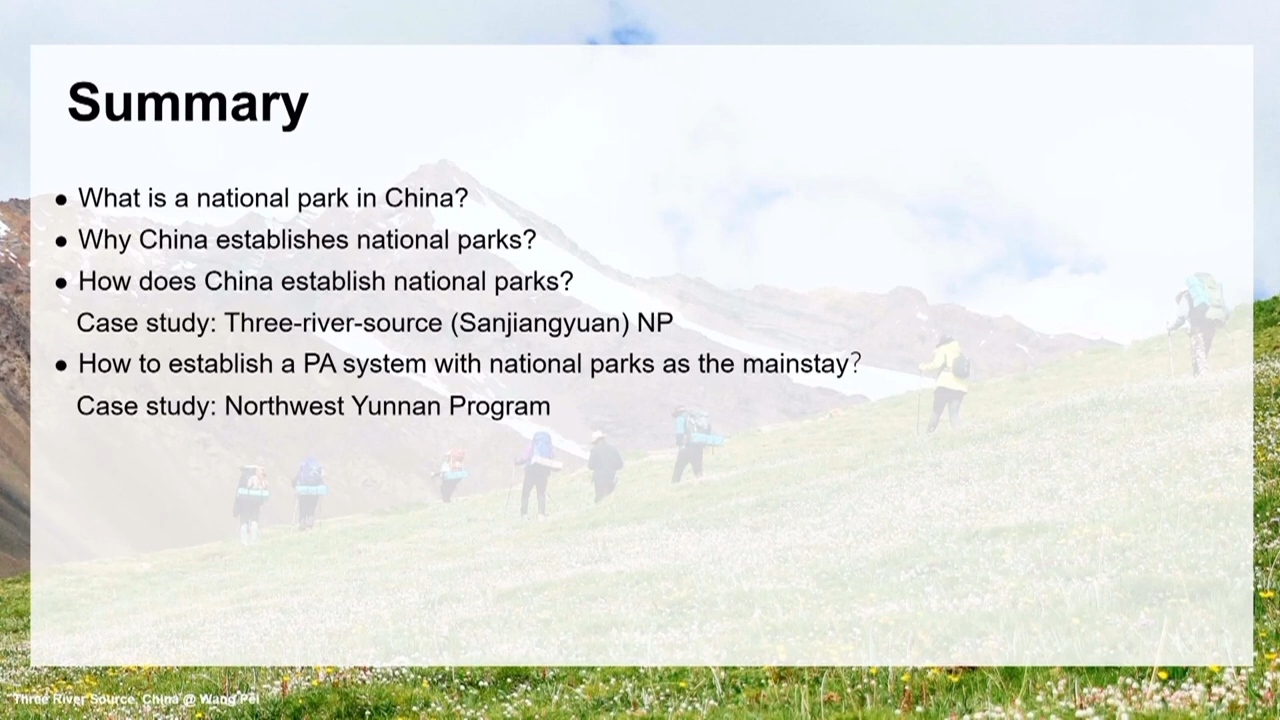 Summary
● What is a national park in China?
● Why China establishes national parks?
● How does China establish national parks?
Case study: Three-river-source (Sanjiangyuan) NP
● How to establish a PA system with national parks as the mainstay?
Case study: Northwest Yunnan Program
Three River Source, China @ Wang Pei